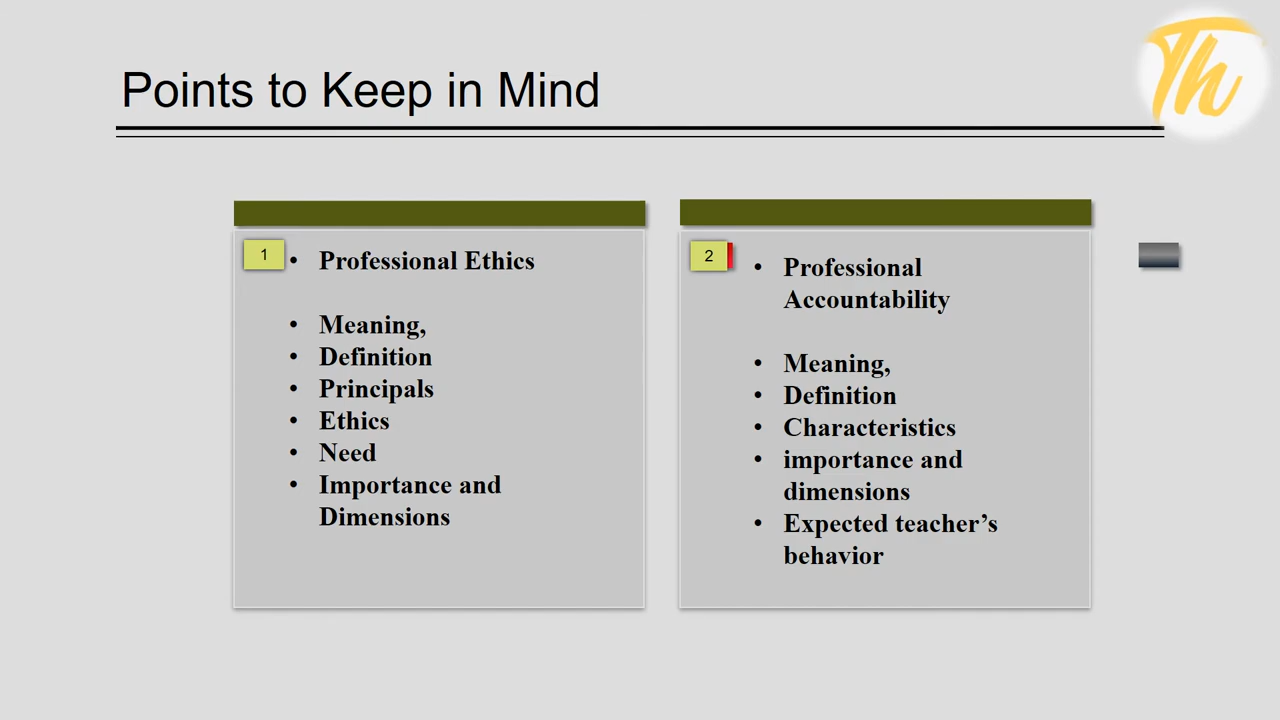 Th
Points to Keep in Mind
1
• Professional Ethics
• Meaning,
• Definition
• Principals
• Ethics
• Need
• Importance and
Dimensions
2
• Professional
Accountability
• Meaning,
• Definition
• Characteristics
• importance and
dimensions
• Expected teacher’s
behavior